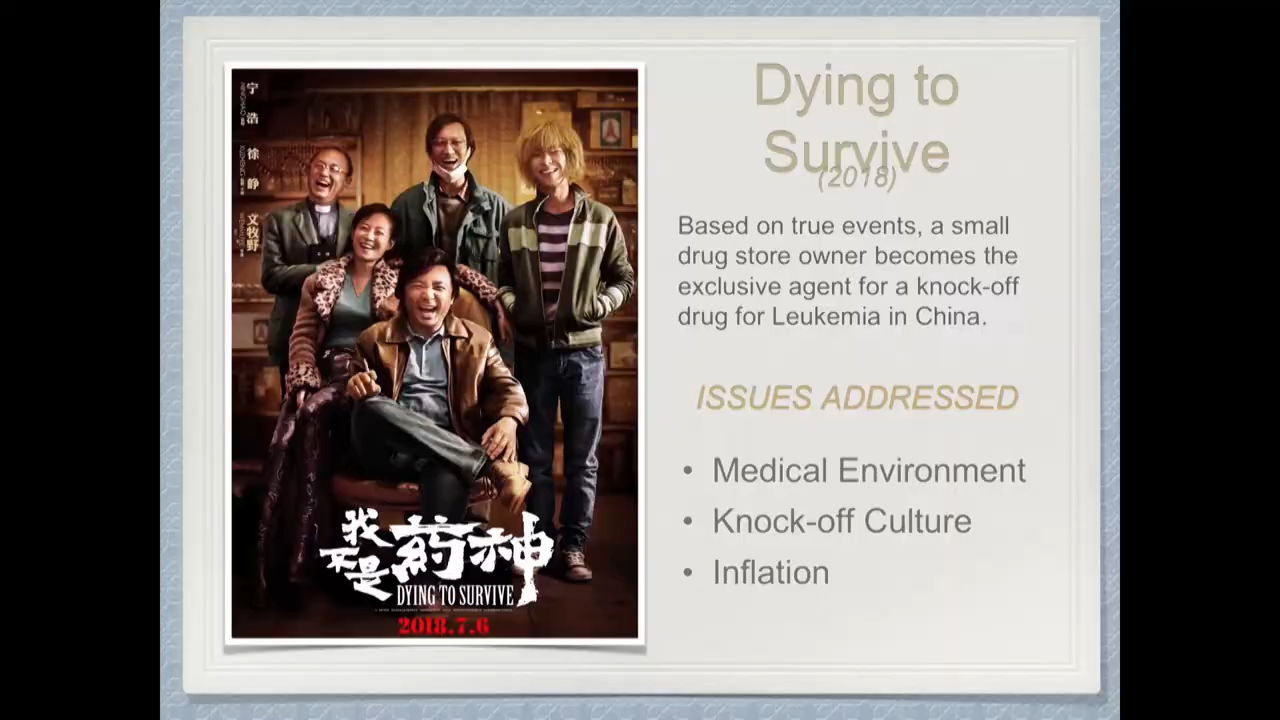 宁浩
徐峥
文牧野
我不是药神
DYING TO SURVIVE
2018.7.6
Dying to
Survive
(2018)
Based on true events, a small
drug store owner becomes the
exclusive agent for a knock-off
drug for Leukemia in China.
ISSUES ADDRESSED
• Medical Environment
• Knock-off Culture
• Inflation